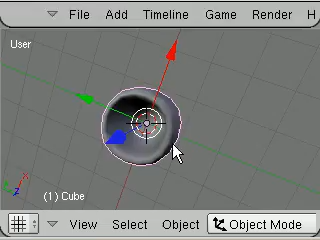 File Add Timeline Game Render H
User
z x
(1) Cube
View Select Object Object Mode